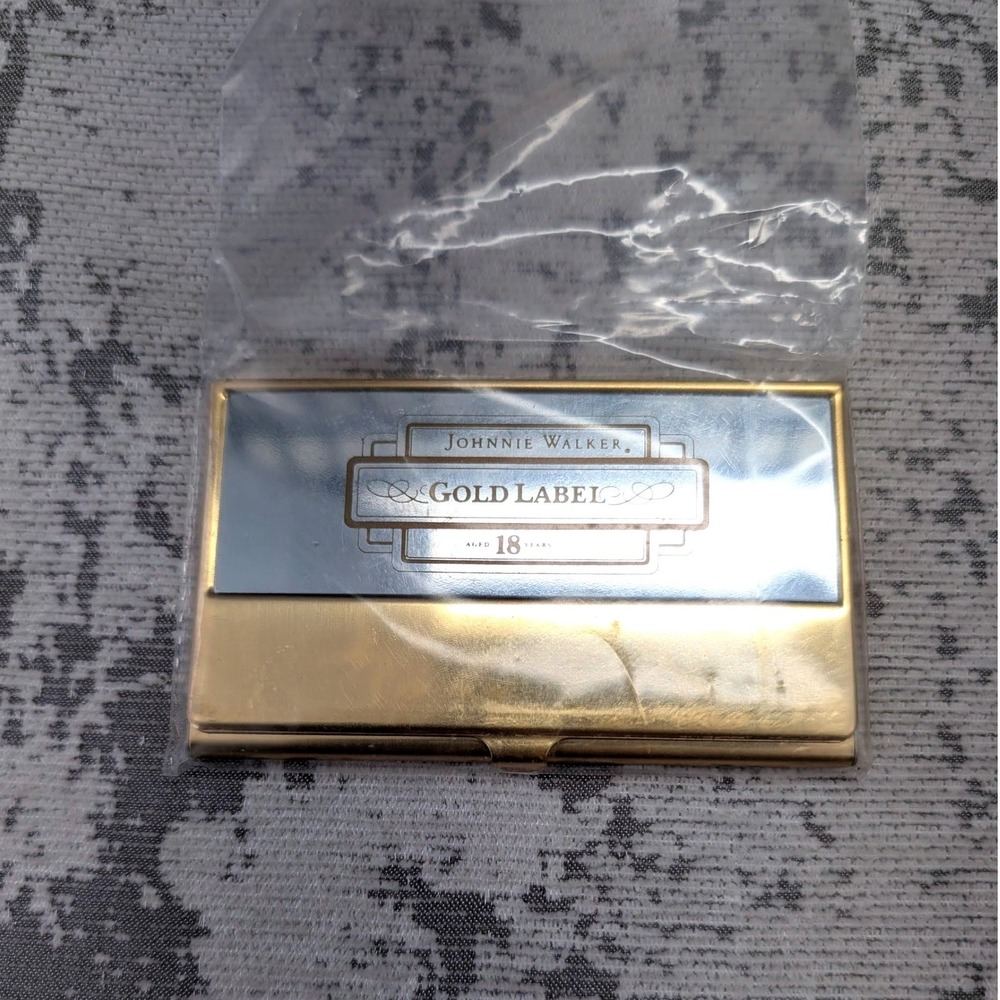 JOHNNIE WALKER®
GOLD LABEL
AGED 18 YEARS